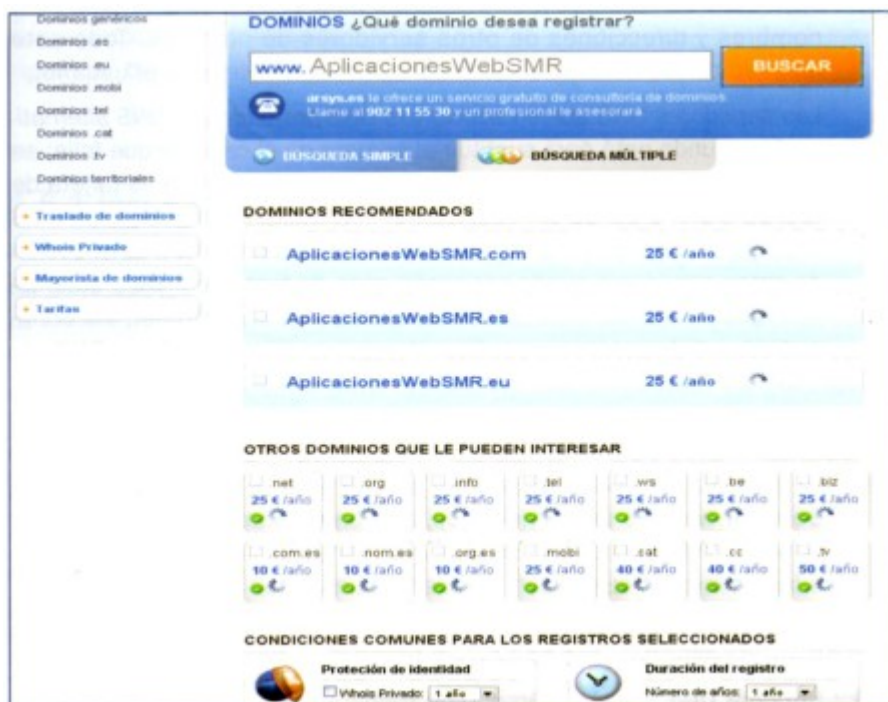 Dominios genéricos
Dominios .es
Dominios .eu
Dominios .mobi
Dominios .tel
Dominios .cat
Dominios .tv
Dominios territoriales
+ Traslado de dominios
+ Whois Privado
+ Mayorista de dominios
+ Tarifas
DOMINIOS ¿Qué dominio desea registrar?
www. AplicacionesWebSMR
BUSCAR
arsys.es le ofrece un servicio gratuito de consultoría de dominios.
Llame al 902 11 55 30 y un profesional le asesorará.
BÚSQUEDA SIMPLE
BÚSQUEDA MÚLTIPLE
DOMINIOS RECOMENDADOS
AplicacionesWebSMR.com 25 € /año
AplicacionesWebSMR.es 25 € /año
AplicacionesWebSMR.eu 25 € /año
OTROS DOMINIOS QUE LE PUEDEN INTERESAR
.net .org .info .tel .ws .be .biz
25 € /año 25 € /año 25 € /año 25 € /año 25 € /año 25 € /año 25 € /año
.com.es .nom.es .org.es .mobi .cat .cc .tv
10 € /año 10 € /año 10 € /año 25 € /año 40 € /año 40 € /año 50 € /año
CONDICIONES COMUNES PARA LOS REGISTROS SELECCIONADOS
Proteción de identidad
Whois Privado: 1 año
Duración del registro
Número de años: 1 año